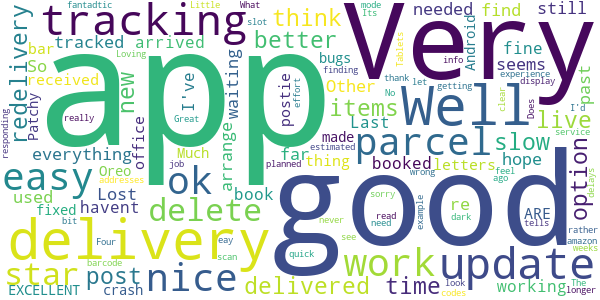 fantadtic
Little
What
slot
mode
Its
tracking
app
Very
bar
tracked
arrived
think
needed
find
still
better
Android
fine
So
Loving
bugs
seems
received
new
I've
Waiting
Other
finding
Tablets
info
No
experience
display
thank
let
getting
redelivery
Patchy
responding
really
Great
postie
effort
items
well
live
past
clear
Does
I'd
service
office
arrange
Last
parcel
slow
option
everything
Much
far
made
booked
letters
hope
easy
Oreo
job
ok
planned
estimated
thing
wrong
feel
ago
delays
used
addresses
book
re
ARE
rather
fixed
havent
Lost
delete
sorry
never
read
need
example
dark
tells
amazon
weeks
delivery
bit
Four
eay
scan
quick
good
see
work
update
star
post
nice
barcode
EXCELLENT
crash
delivered
time
look
codes
working
The
longer